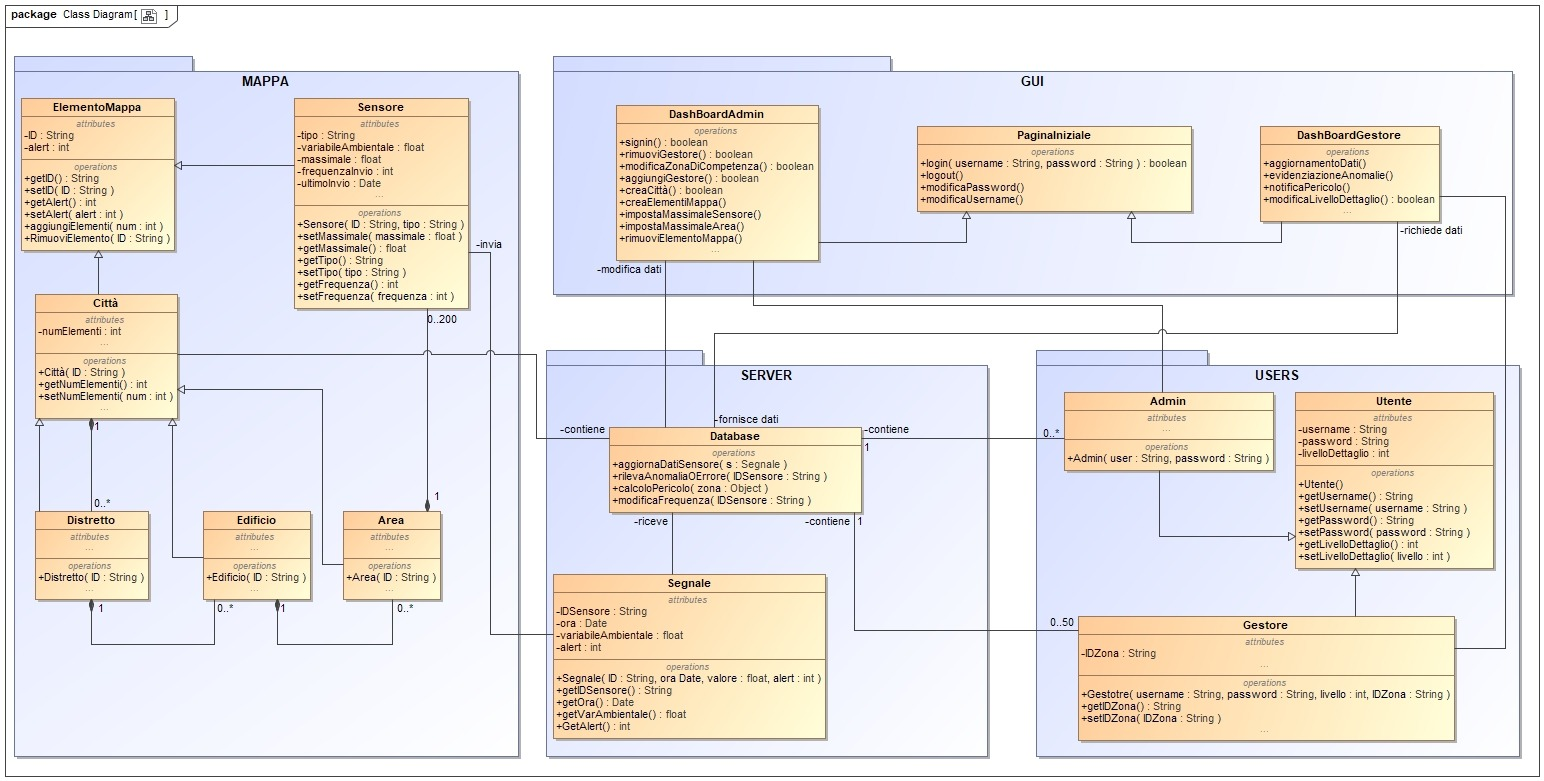 package Class Diagram[ ]
MAPPA
ElementoMappa
attributes
-ID : String
-alert : int
operations
+getID() : String
+setID( ID : String )
+getAlert() : int
+setAlert( alert : int )
+aggiungiElementi( num : int )
+RimuoviElemento( ID : String )
Sensore
attributes
-tipo : String
-variabileAmbientale : float
-massimale : float
-frequenzaInvio : int
-ultimoInvio : Date
...
operations
+Sensore( ID : String, tipo : String )
+setMassimale( massimale : float )
+getMassimale() : float
+getTipo() : String
+setTipo( tipo : String )
+getFrequenza() : int
+setFrequenza( frequenza : int )
-invia
0..200
Città
attributes
-numElementi : int
...
operations
+Città( ID : String )
+getNumElementi() : int
+setNumElementi( num : int )
...
1
0..*
1
Distretto
attributes
...
operations
+Distretto( ID : String )
...
Edificio
attributes
...
operations
+Edificio( ID : String )
...
Area
attributes
...
operations
+Area( ID : String )
...
1
0..*
1
0..*
GUI
DashBoardAdmin
operations
+signin() : boolean
+rimuoviGestore() : boolean
+modificaZonaDiCompetenza() : boolean
+aggiungiGestore() : boolean
+creaCittà() : boolean
+creaElementiMappa()
+impostaMassimaleSensore()
+impostaMassimaleArea()
+rimuoviElementoMappa()
...
PaginaIniziale
operations
+login( username : String, password : String ) : boolean
+logout()
+modificaPassword()
+modificaUsername()
DashBoardGestore
operations
+aggiornamentoDati()
+evidenziazioneAnomalie()
+notificaPericolo()
+modificaLivelloDettaglio() : boolean
...
-richiede dati
-modifica dati
SERVER
-fornisce dati
-contiene
-contiene
1
Database
operations
+aggiornaDatiSensore( s : Segnale )
+rilevaAnomaliaOErrore( IDSensore : String )
+calcoloPericolo( zona : Object )
+modificaFrequenza( IDSensore : String )
-riceve
-contiene
1
Segnale
attributes
-IDSensore : String
-ora : Date
-variabileAmbientale : float
-alert : int
operations
+Segnale( ID : String, ora Date, valore : float, alert : int )
+getIDSensore() : String
+getOra() : Date
+getVarAmbientale() : float
+GetAlert() : int
USERS
0..*
Admin
attributes
...
operations
+Admin( user : String, password : String )
Utente
attributes
-username : String
-password : String
-livelloDettaglio : int
operations
+Utente()
+getUsername() : String
+setUsername( username : String )
+getPassword() : String
+setPassword( password : String )
+getLivelloDettaglio() : int
+setLivelloDettaglio( livello : int )
0..50
Gestore
attributes
-IDZona : String
...
operations
+Gestotre( username : String, password : String, livello : int, IDZona : String )
+getIDZona() : String
+setIDZona( IDZona : String )
...